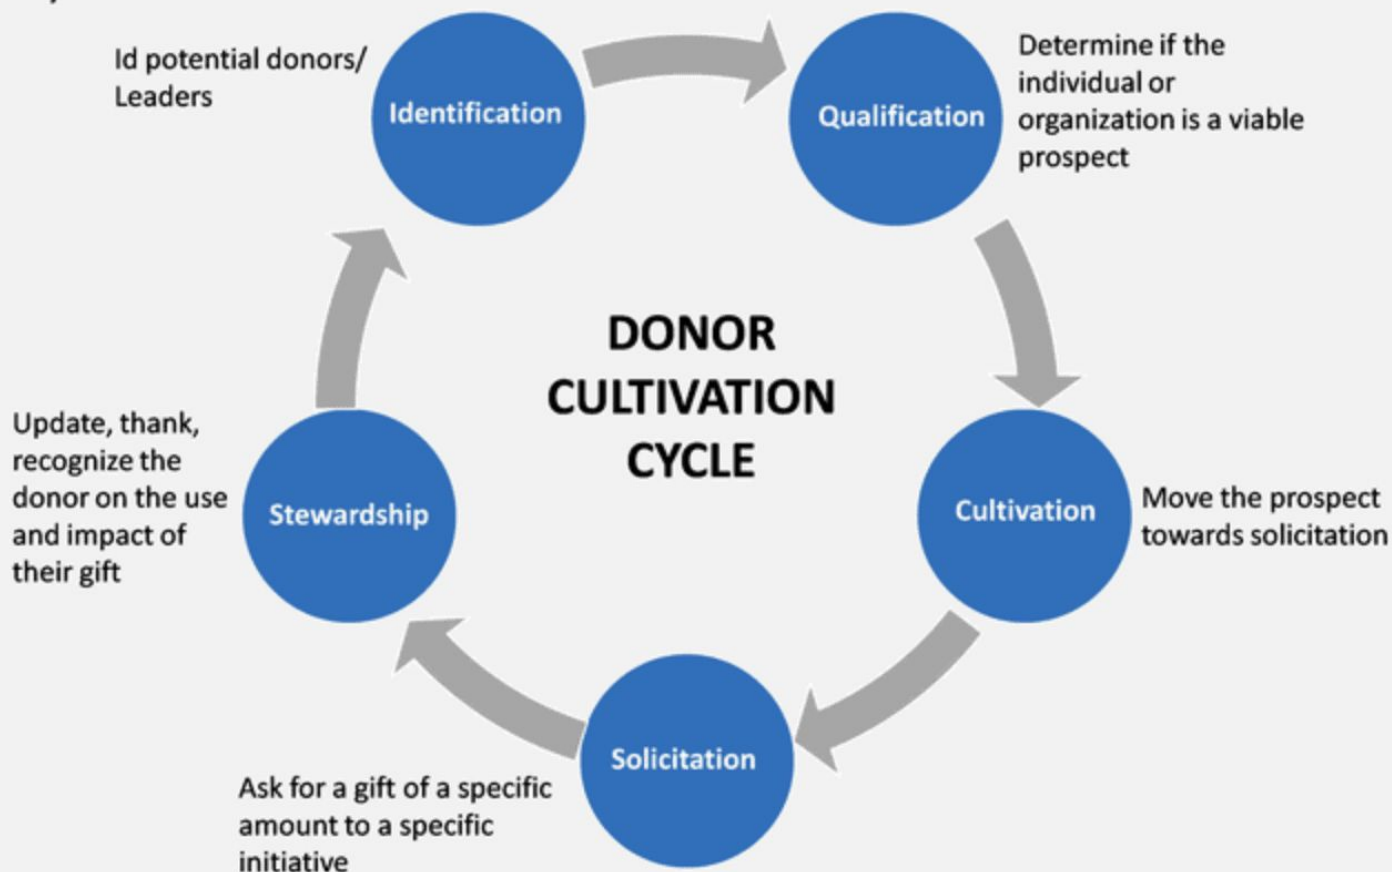 Id potential donors/
Leaders
Identification
Qualification
Determine if the
individual or
organization is a viable
prospect
DONOR
CULTIVATION
CYCLE
Update, thank,
recognize the
donor on the use
and impact of
their gift
Stewardship
Cultivation
Move the prospect
towards solicitation
Solicitation
Ask for a gift of a specific
amount to a specific
initiative